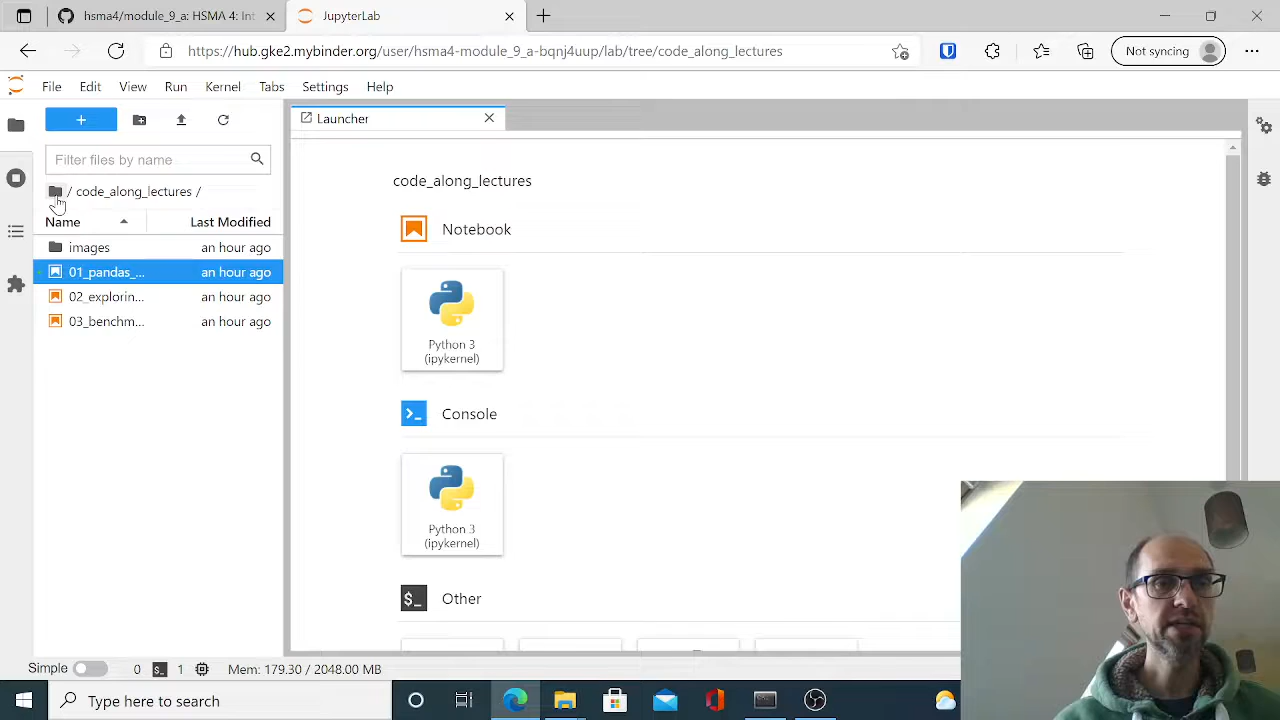 hsma4/module_9_a: HSMA 4: Int
JupyterLab
https://hub.gke2.mybinder.org/user/hsma4-module_9_a-bqnj4uup/lab/tree/code_along_lectures
Not syncing
File Edit View Run Kernel Tabs Settings Help
Launcher
Filter files by name
/ code_along_lectures /
code_along_lectures
Name Last Modified
Notebook
images an hour ago
01_pandas_... an hour ago
02_explorin... an hour ago
03_benchm... an hour ago
Python 3
(ipykernel)
Console
Python 3
(ipykernel)
$_ Other
Simple 0 $_ 1 Mem: 179.30 / 2048.00 MB
Type here to search